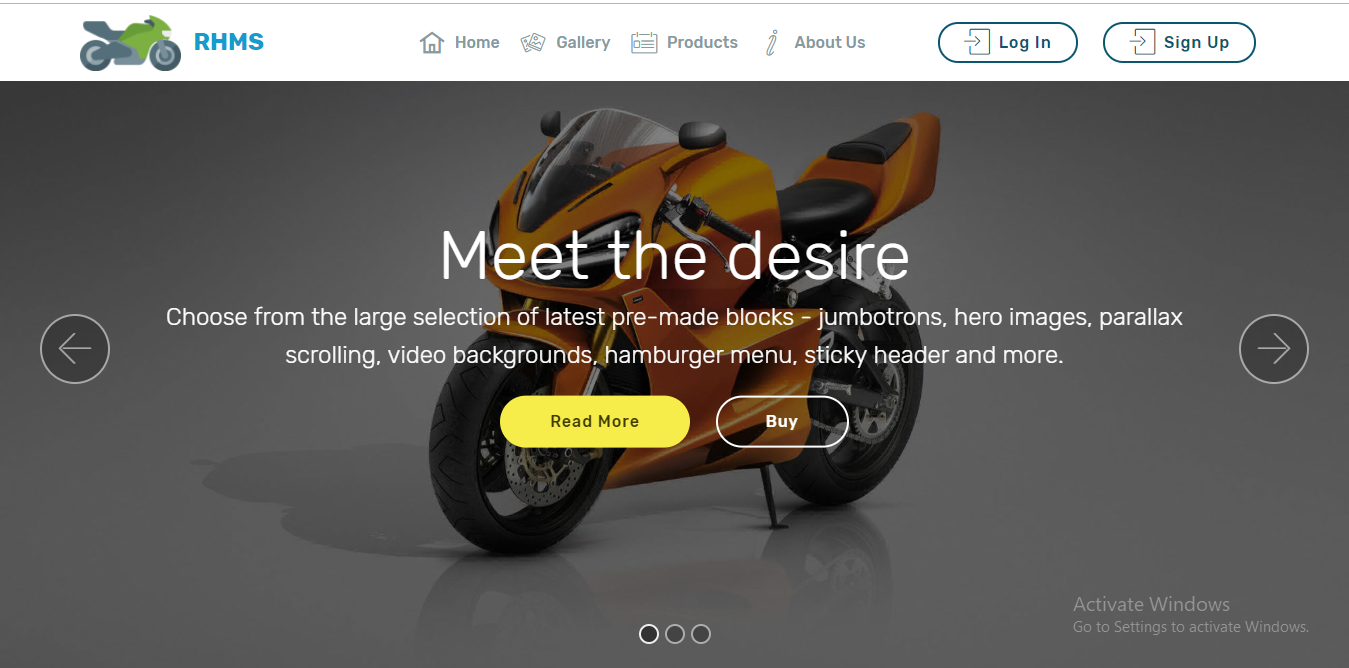 RHMS
Home
Gallery
Products
About Us
Log In
Sign Up
Meet the desire
Choose from the large selection of latest pre-made blocks - jumbotrons, hero images, parallax
scrolling, video backgrounds, hamburger menu, sticky header and more.
Read More
Buy
Activate Windows
Go to Settings to activate Windows.